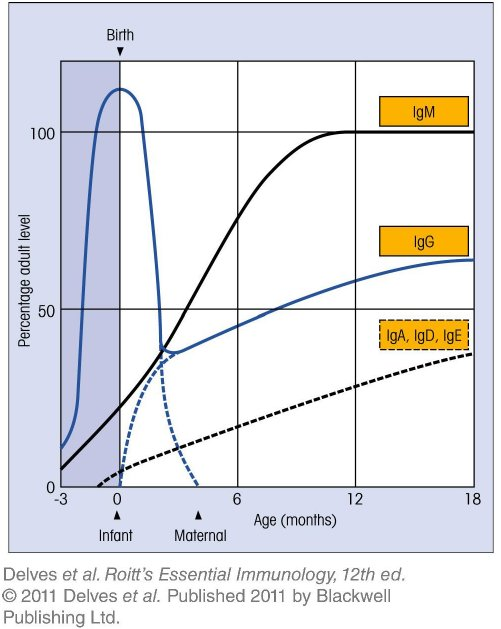 Birth
IgM
100
IgG
Percentage adult level
50
IgA, IgD, IgE
0
-3 0 6 12 18
Age (months)
Infant Maternal
Delves et al. Roitt’s Essential Immunology, 12th ed.
© 2011 Delves et al. Published 2011 by Blackwell
Publishing Ltd.